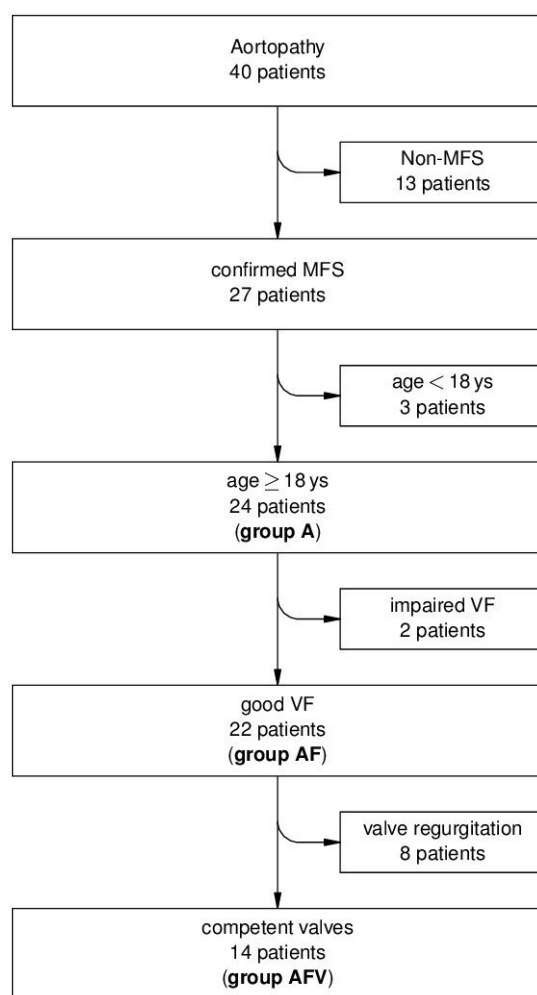 Aortopathy
40 patients
Non-MFS
13 patients
confirmed MFS
27 patients
age < 18 ys
3 patients
age ≥ 18 ys
24 patients
(group A)
impaired VF
2 patients
good VF
22 patients
(group AF)
valve regurgitation
8 patients
competent valves
14 patients
(group AFV)